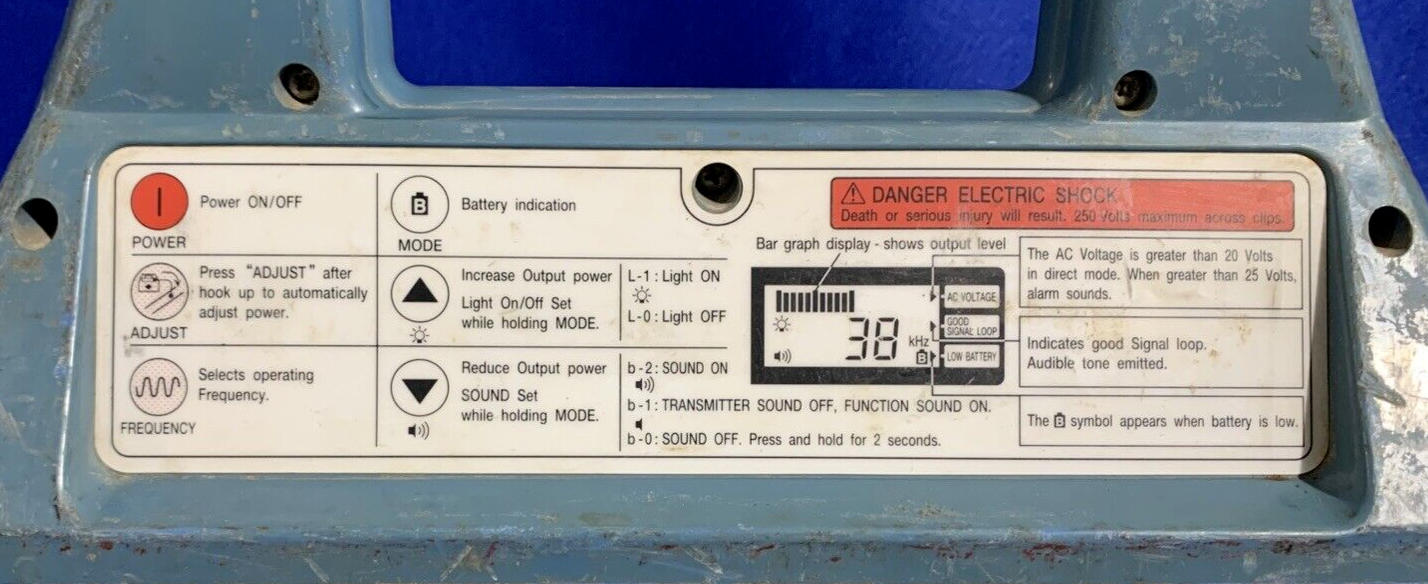 Power ON/OFF
POWER
Press "ADJUST" after
hook up to automatically
adjust power.
ADJUST
Selects operating
Frequency.
FREQUENCY
B
Battery indication
MODE
Increase Output power
Light On/Off Set
while holding MODE.
L-1 : Light ON
L-0 : Light OFF
Reduce Output power
SOUND Set
while holding MODE.
b-2 : SOUND ON
b-1 : TRANSMITTER SOUND OFF, FUNCTION SOUND ON.
b-0 : SOUND OFF. Press and hold for 2 seconds.
DANGER ELECTRIC SHOCK
Death or serious injury will result. 250 Volts maximum across clips.
Bar graph display - shows output level
AC VOLTAGE
GOOD
SIGNAL LOOP
38 kHz
B
LOW BATTERY
The AC Voltage is greater than 20 Volts
in direct mode. When greater than 25 Volts,
alarm sounds.
Indicates good Signal loop.
Audible tone emitted.
The B symbol appears when battery is low.